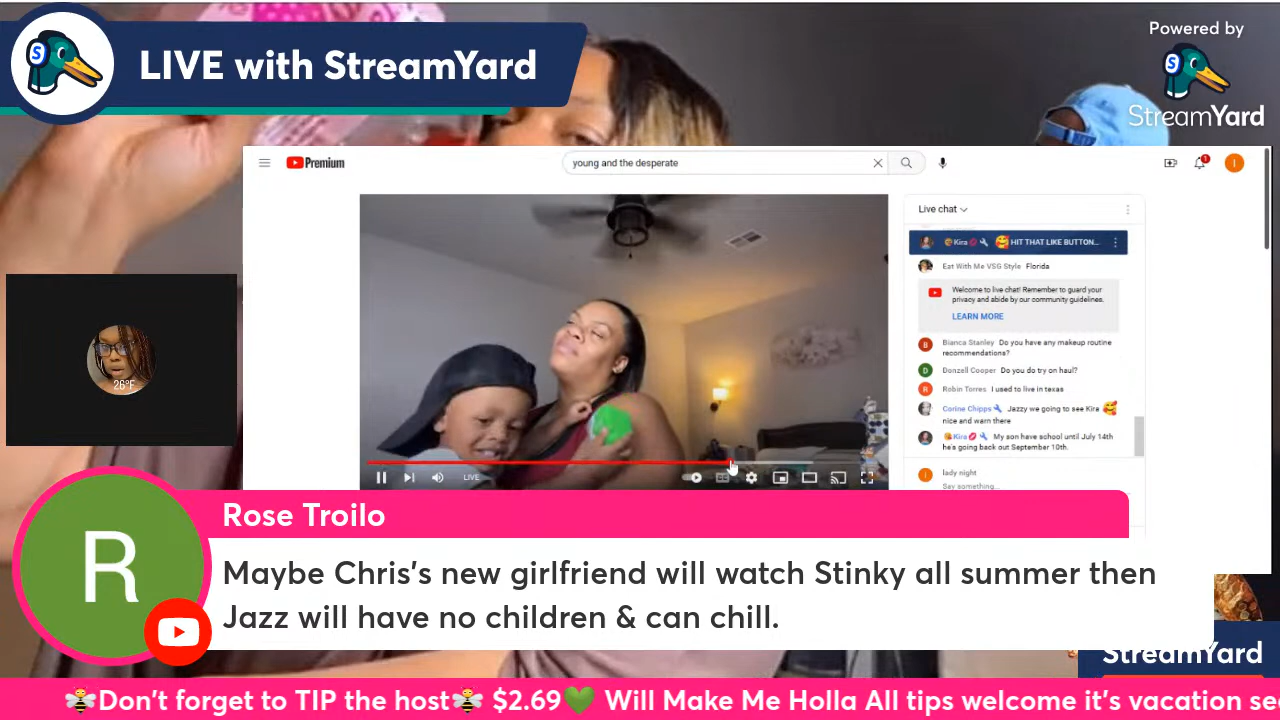 LIVE with StreamYard
Powered by
StreamYard
Premium
young and the desperate
Live chat
Kira HIT THAT LIKE BUTTON...
Eat With Me VSG Style Florida
Welcome to live chat! Remember to guard your
privacy and abide by our community guidelines.
LEARN MORE
Bianca Stanley Do you have any makeup routine
recommendations?
Donzell Cooper Do you do try on haul?
Robin Torres I used to live in texas
Corine Chipps Jazzy we going to see Kira 🥰
nice and warn there
Kira My son have school until July 14th
he's going back out September 10th.
lady night
Say something...
LIVE
26°F
R
Rose Troilo
Maybe Chris's new girlfriend will watch Stinky all summer then
Jazz will have no children & can chill.
StreamYard
🐝Don't forget to TIP the host🐝 $2.69💚 Will Make Me Holla All tips welcome it's vacation se